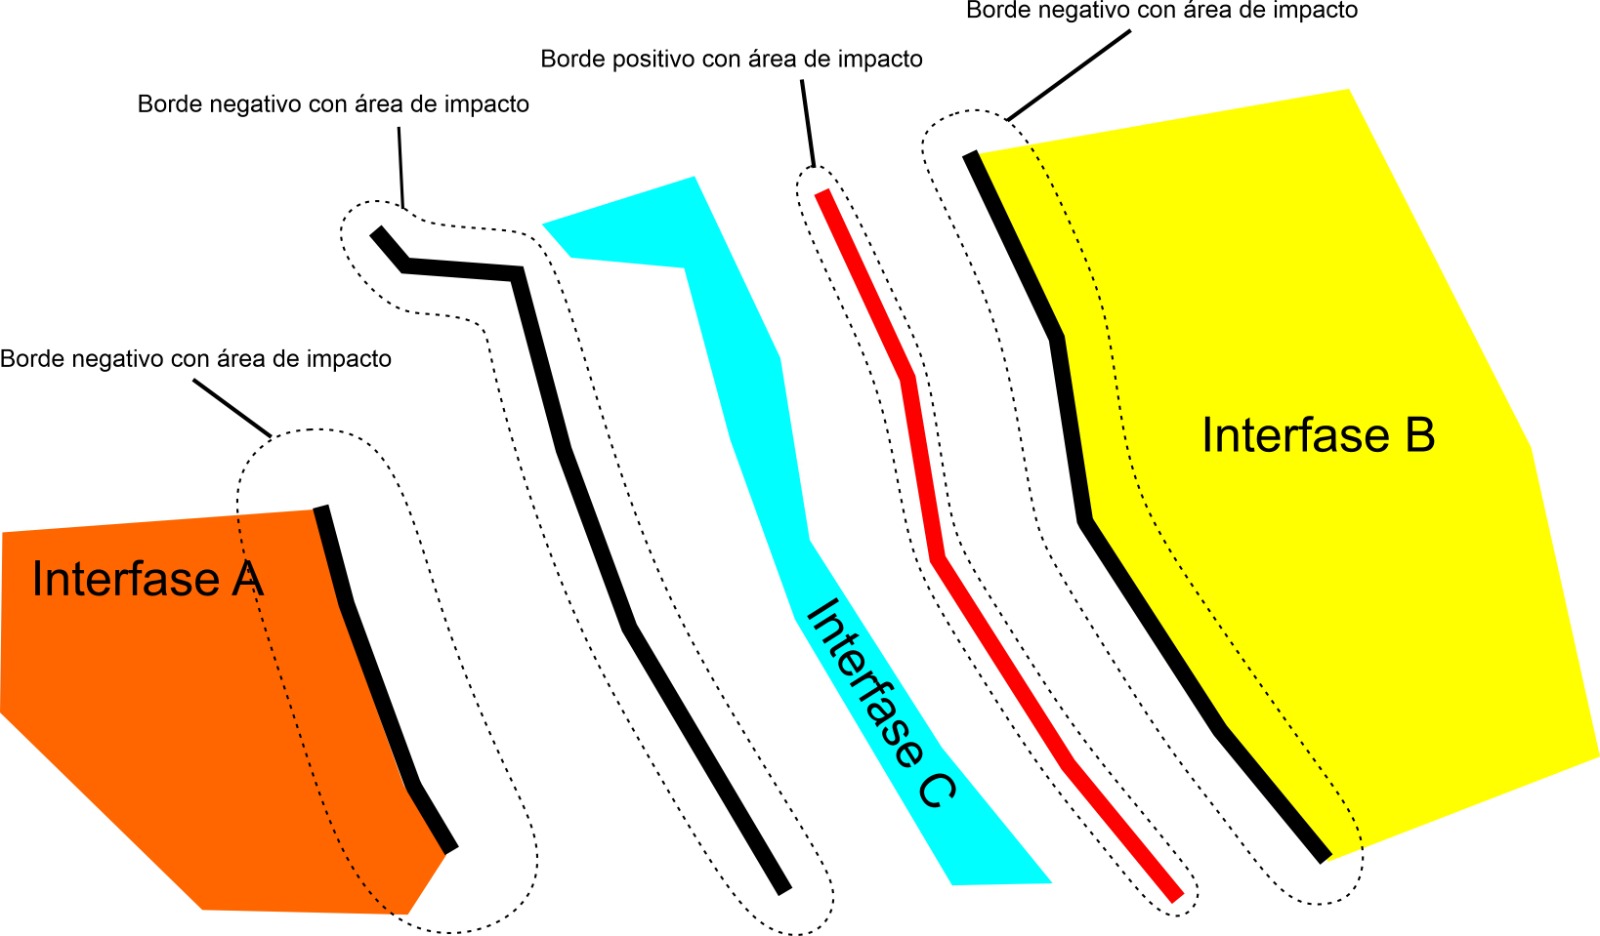 Borde negativo con área de impacto
Borde positivo con área de impacto
Borde negativo con área de impacto
Borde negativo con área de impacto
Interfase B
Interfase A
Interfase C